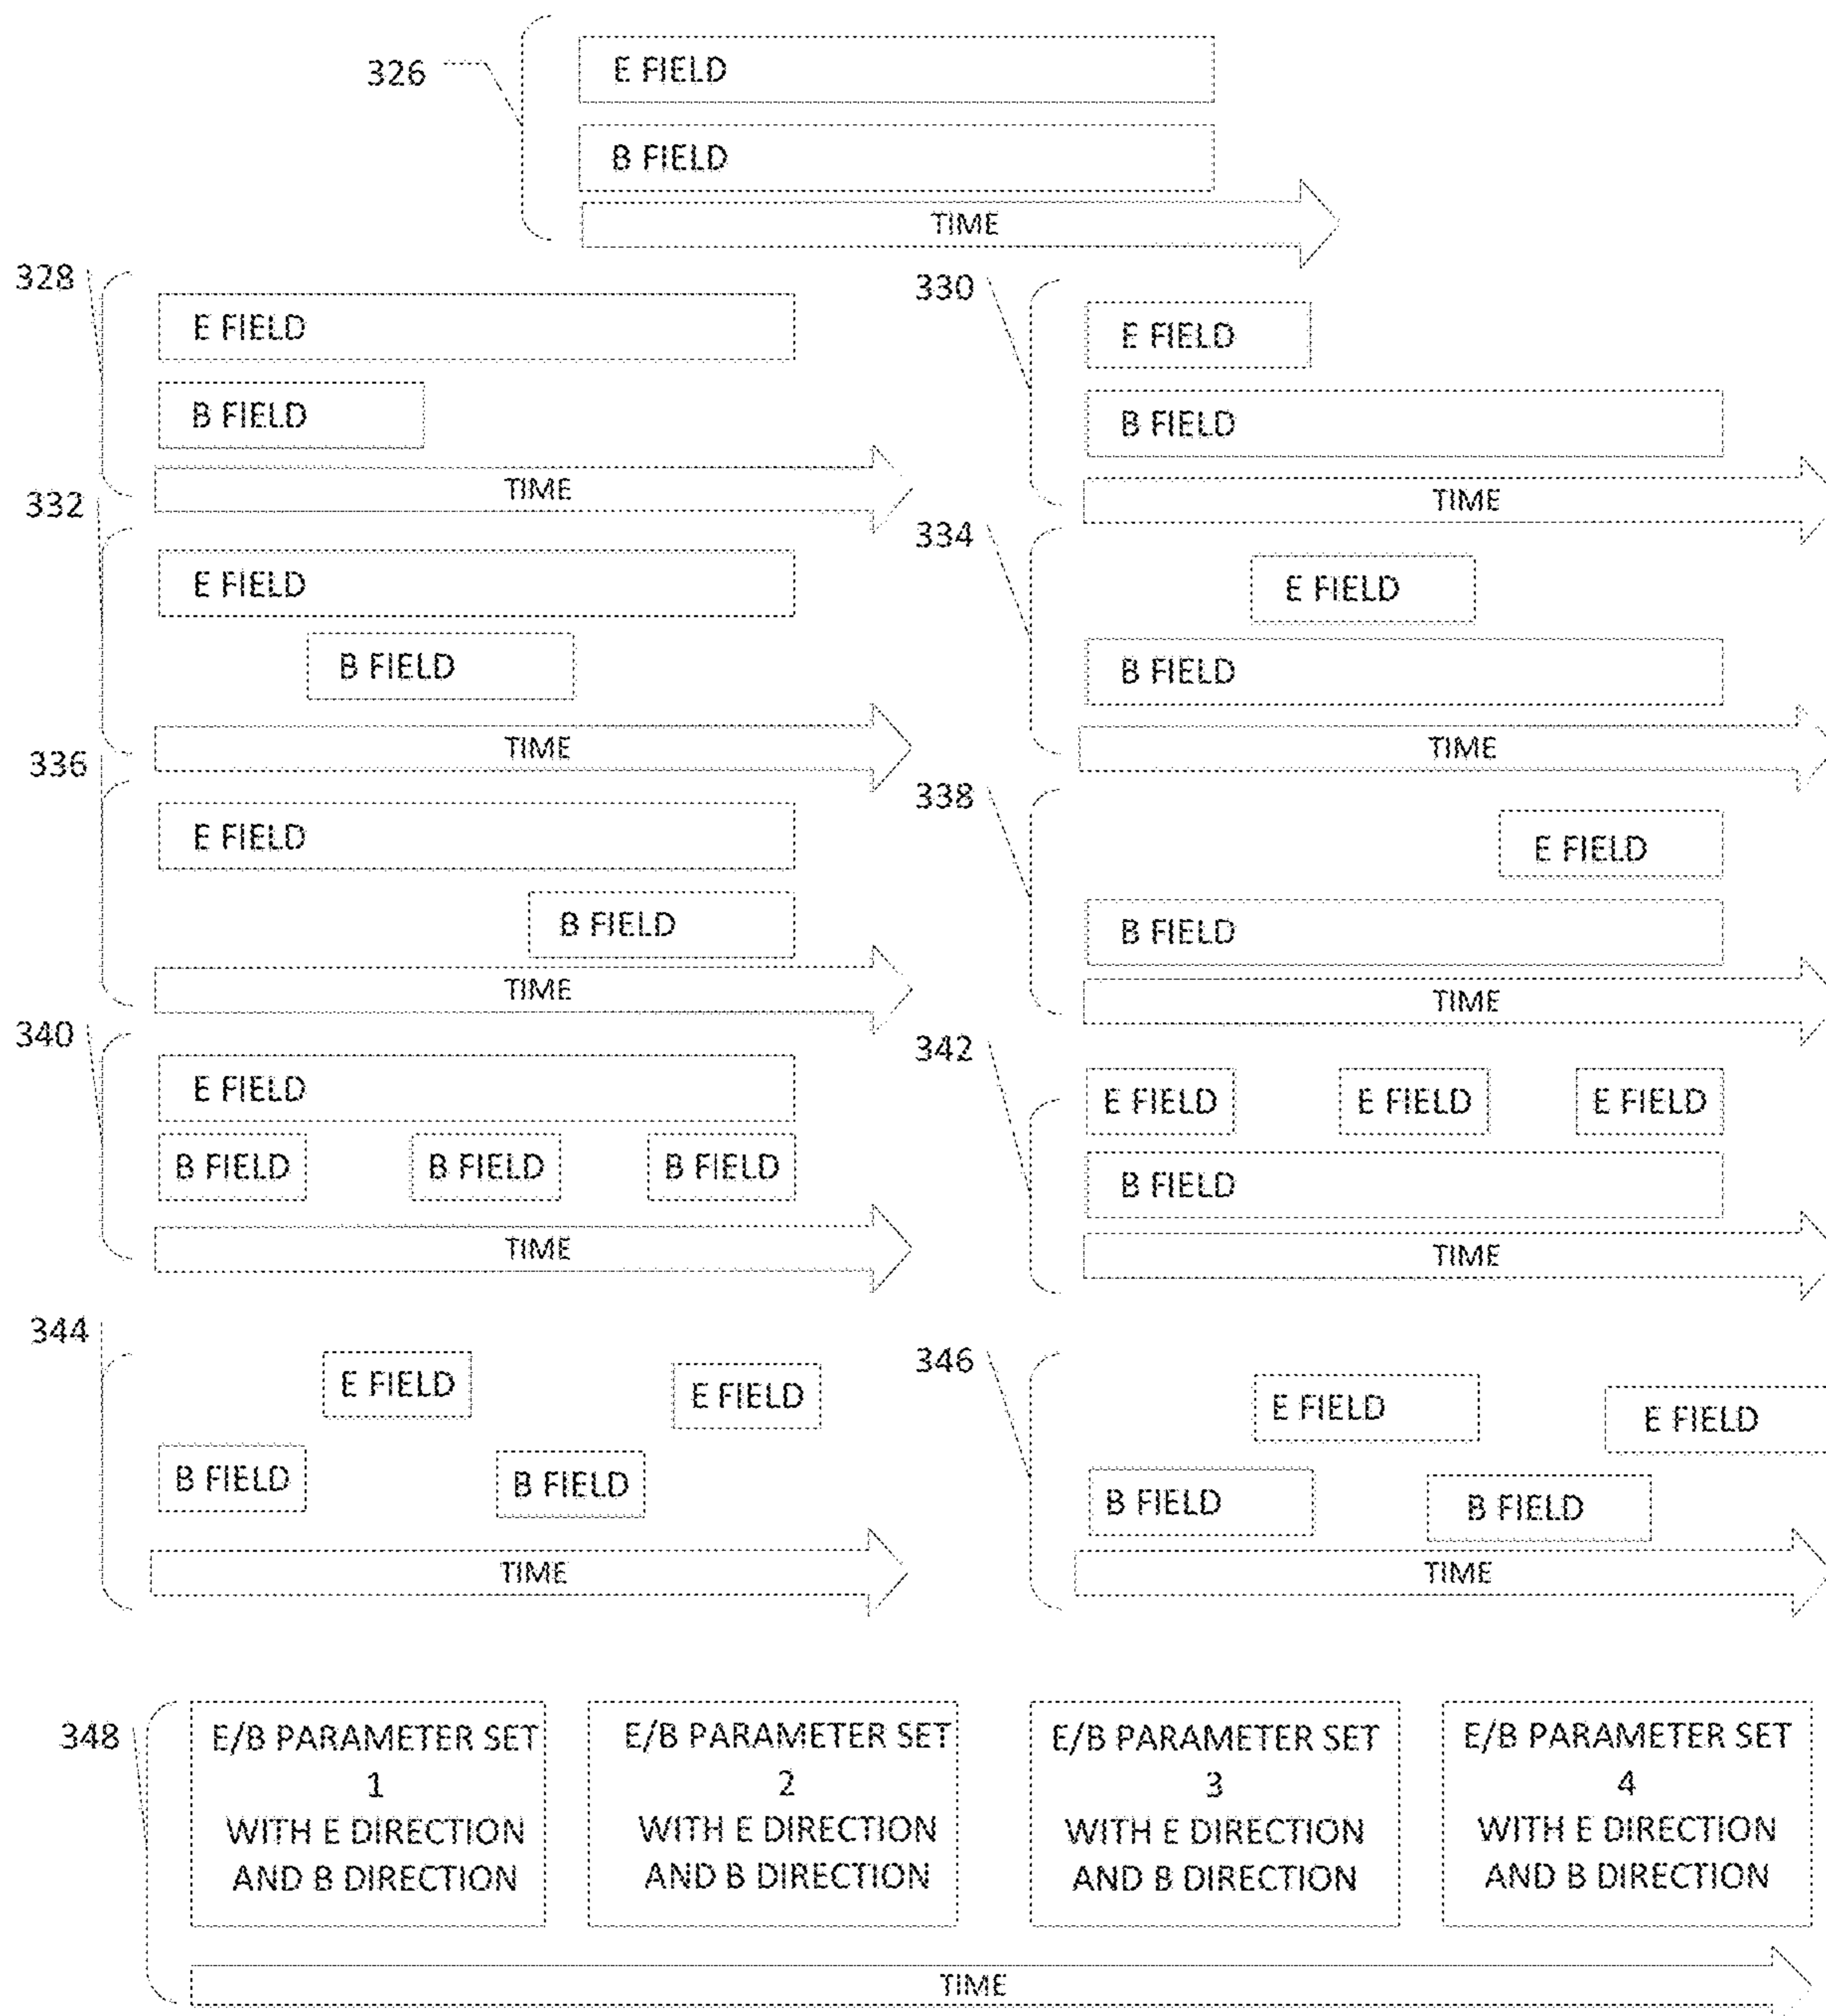 326
E FIELD
B FIELD
TIME
328
E FIELD
B FIELD
TIME
330
E FIELD
B FIELD
TIME
332
E FIELD
B FIELD
TIME
334
E FIELD
B FIELD
TIME
336
E FIELD
B FIELD
TIME
338
E FIELD
B FIELD
TIME
340
E FIELD
B FIELD B FIELD B FIELD
TIME
342
E FIELD E FIELD E FIELD
B FIELD
TIME
344
E FIELD E FIELD
B FIELD B FIELD
TIME
346
E FIELD E FIELD
B FIELD B FIELD
TIME
348
E/B PARAMETER SET
1
WITH E DIRECTION
AND B DIRECTION
E/B PARAMETER SET
2
WITH E DIRECTION
AND B DIRECTION
E/B PARAMETER SET
3
WITH E DIRECTION
AND B DIRECTION
E/B PARAMETER SET
4
WITH E DIRECTION
AND B DIRECTION
TIME